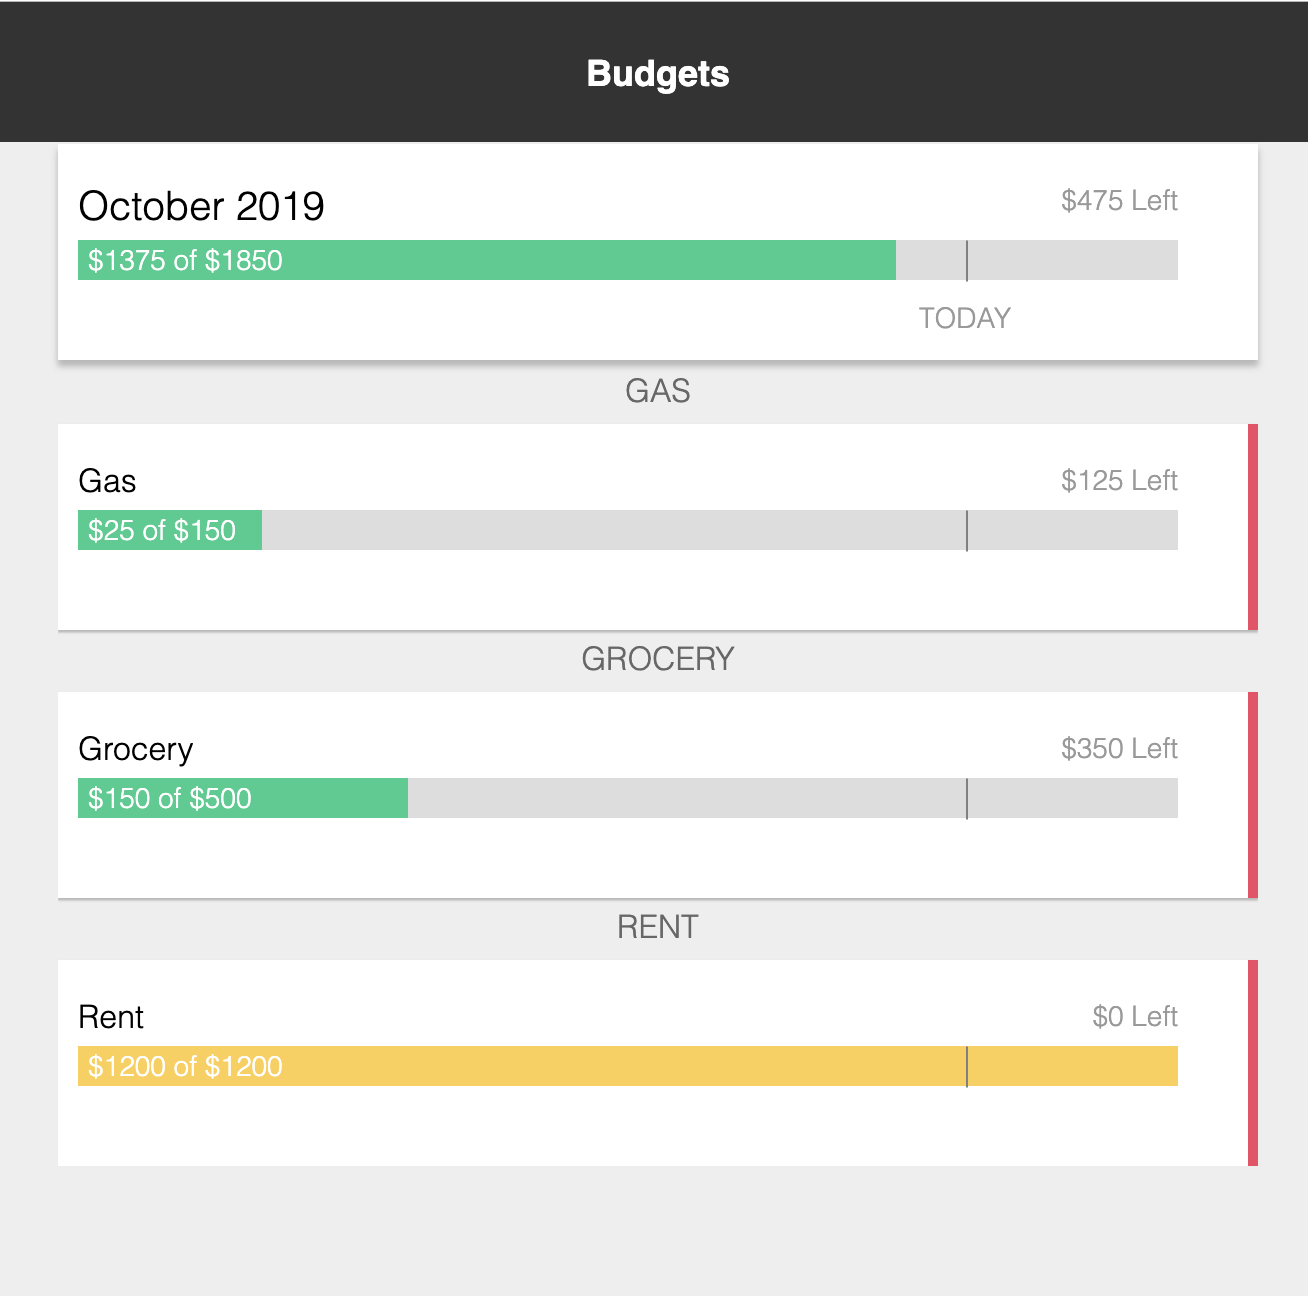 Budgets
October 2019
$475 Left
$1375 of $1850
TODAY
GAS
Gas
$125 Left
$25 of $150
GROCERY
Grocery
$350 Left
$150 of $500
RENT
Rent
$0 Left
$1200 of $1200